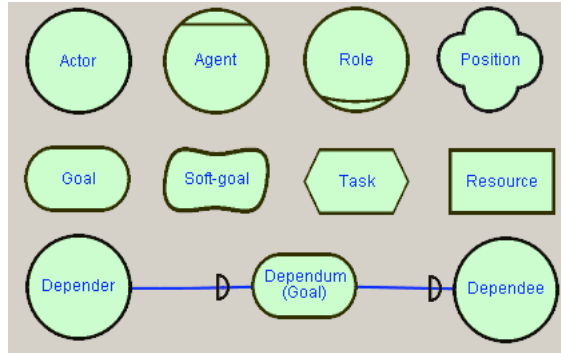 Actor
Agent
Role
Position
Goal
Soft-goal
Task
Resource
Depender
Dependum
(Goal)
Dependee